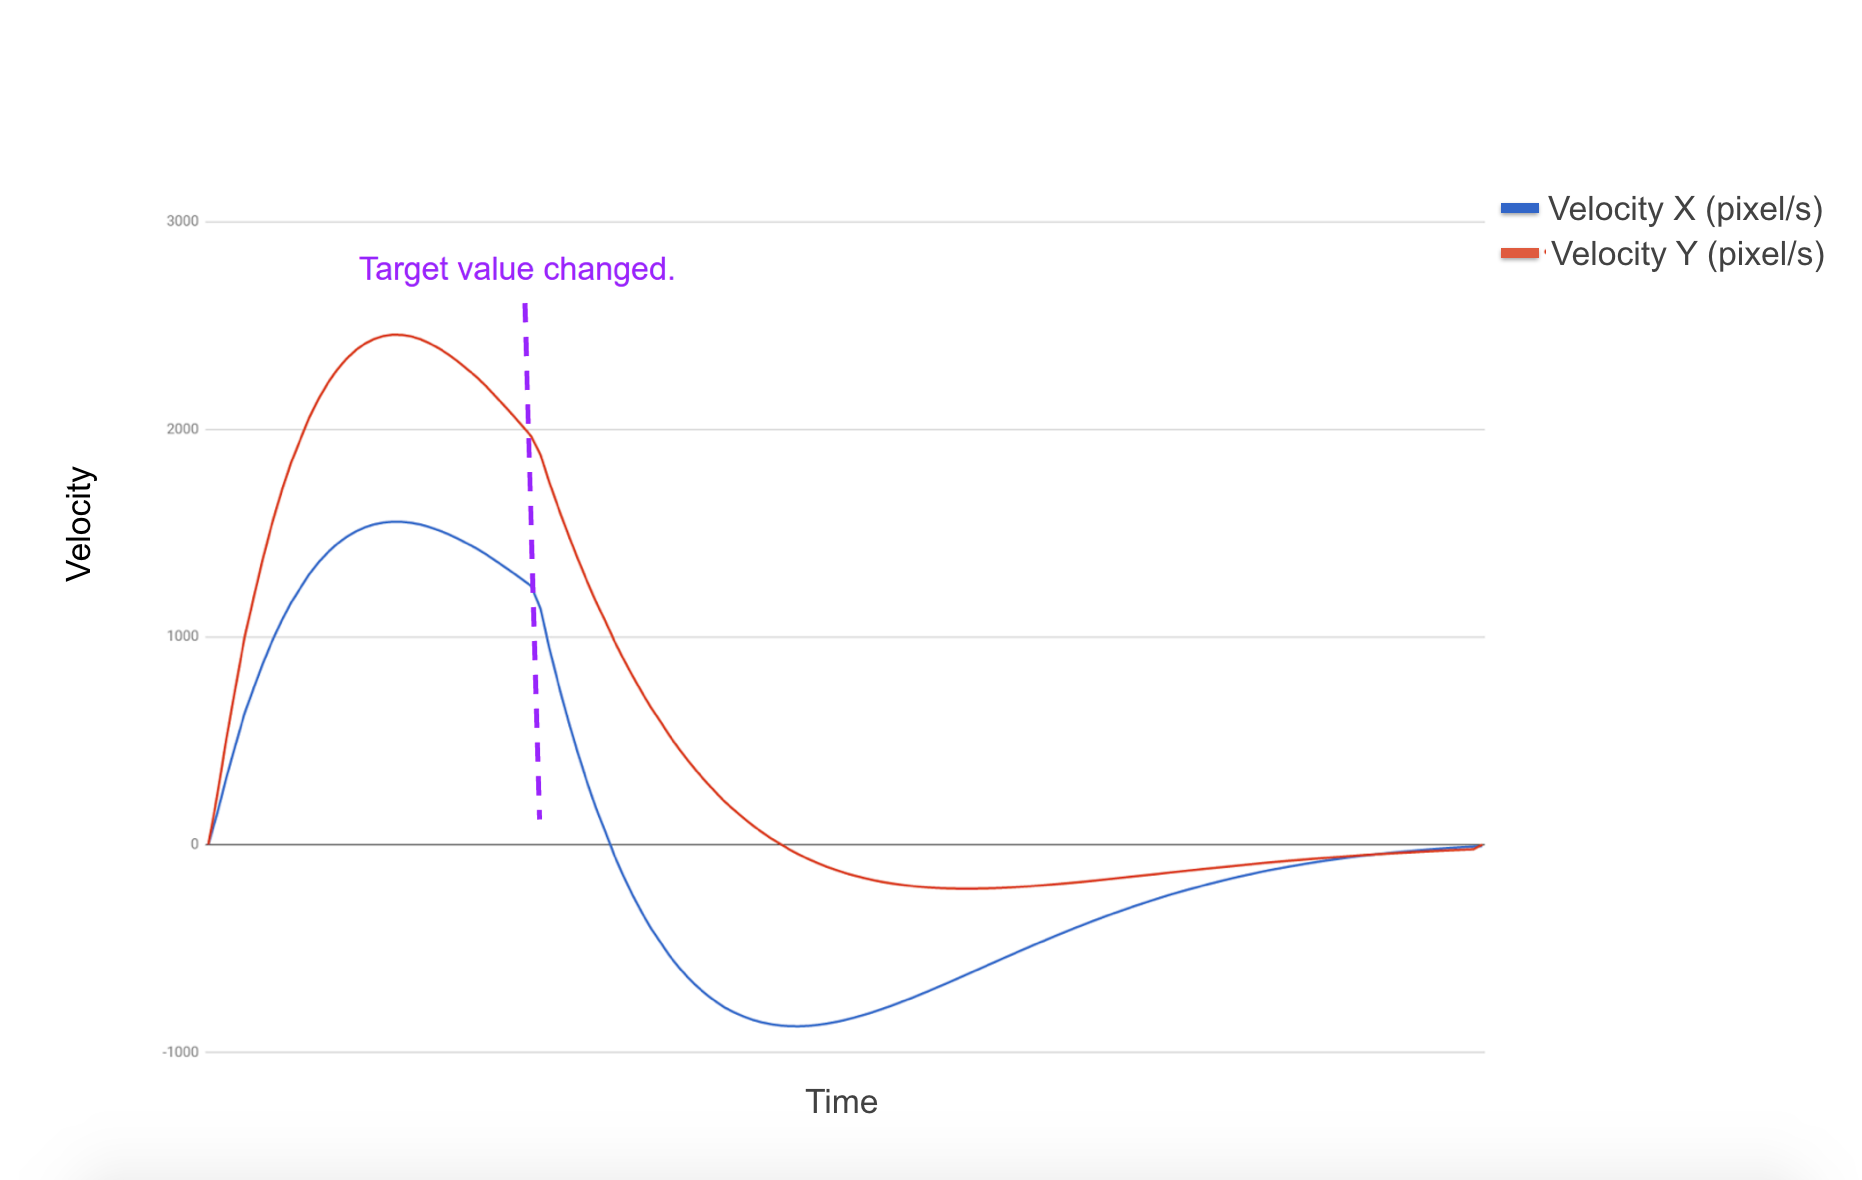 3000
Velocity X (pixel/s)
Velocity Y (pixel/s)
Target value changed.
2000
Velocity
1000
0
-1000
Time